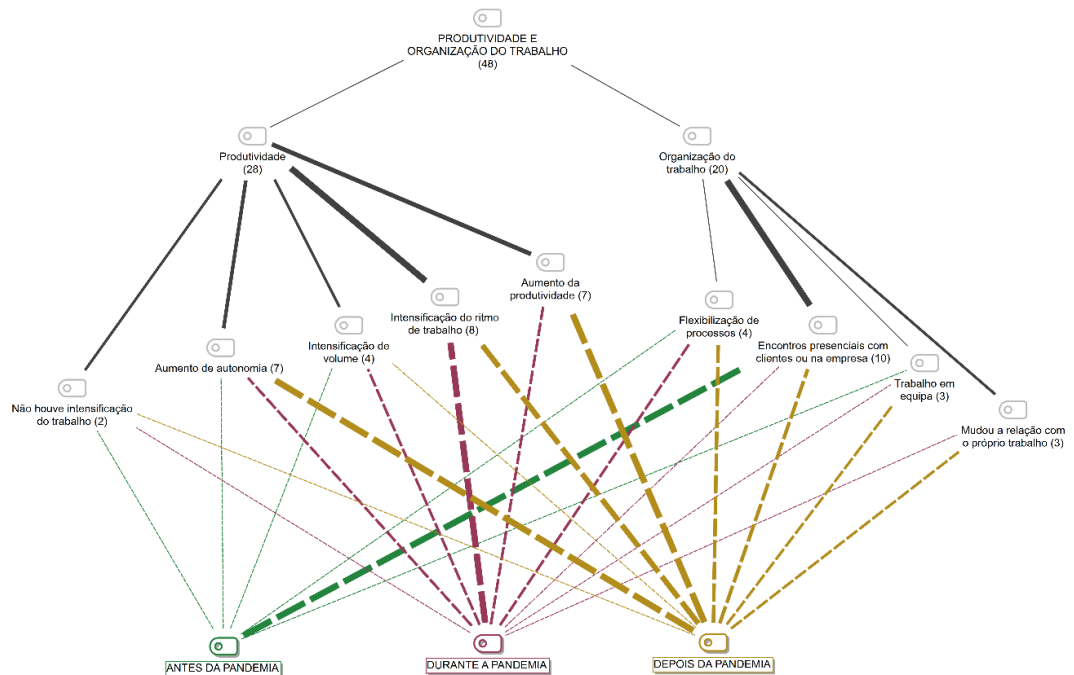 PRODUTIVIDADE E
ORGANIZAÇÃO DO TRABALHO
(48)
Produtividade
(28)
Organização do
trabalho (20)
Aumento da
produtividade (7)
Intensificação do ritmo
de trabalho (8)
Flexibilização de
processos (4)
Intensificação de
volume (4)
Encontros presenciais com
clientes ou na empresa (10)
Aumento de autonomia (7)
Trabalho em
equipa (3)
Não houve intensificação
do trabalho (2)
Mudou a relação com
o próprio trabalho (3)
ANTES DA PANDEMIA
DURANTE A PANDEMIA
DEPOIS DA PANDEMIA